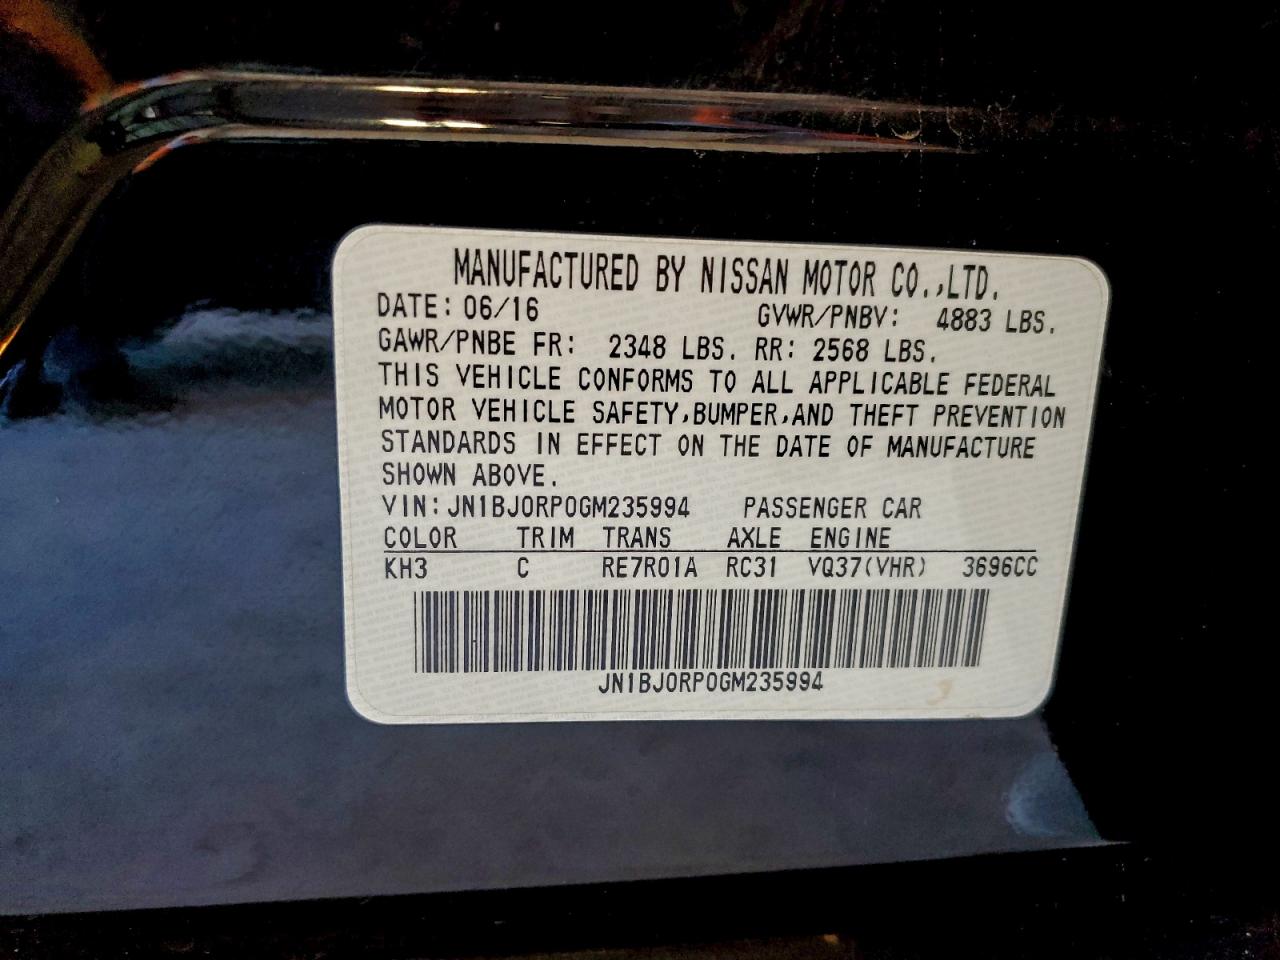 MANUFACTURED BY NISSAN MOTOR CO.,LTD.
DATE: 06/16 GVWR/PNBV: 4883 LBS.
GAWR/PNBE FR: 2348 LBS. RR: 2568 LBS.
THIS VEHICLE CONFORMS TO ALL APPLICABLE FEDERAL
MOTOR VEHICLE SAFETY,BUMPER,AND THEFT PREVENTION
STANDARDS IN EFFECT ON THE DATE OF MANUFACTURE
SHOWN ABOVE.
VIN: JN1BJ0RP0GM235994 PASSENGER CAR
COLOR TRIM TRANS AXLE ENGINE
KH3 C RE7R01A RC31 VQ37(VHR) 3696CC
JN1BJ0RP0GM235994